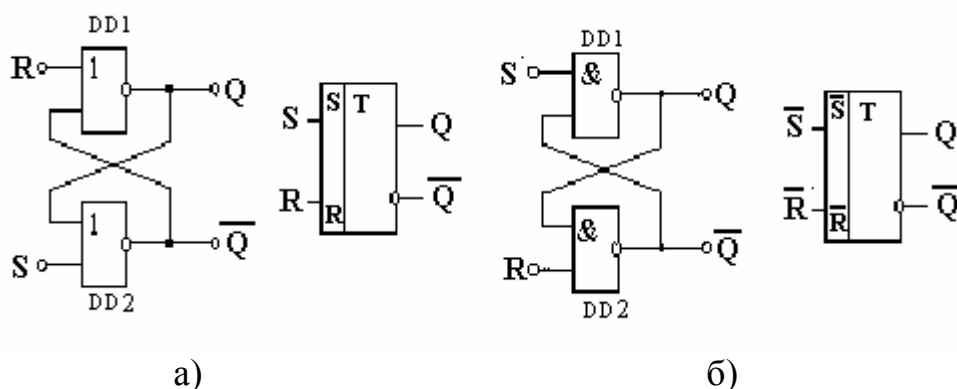 DD1
R 1 Q
S S T Q
R R Q̅
1 Q̅
S
DD2
а)
DD1
S & Q
S̅ S̅ T Q
R̅ R̅ Q̅
& Q̅
R
DD2
б)